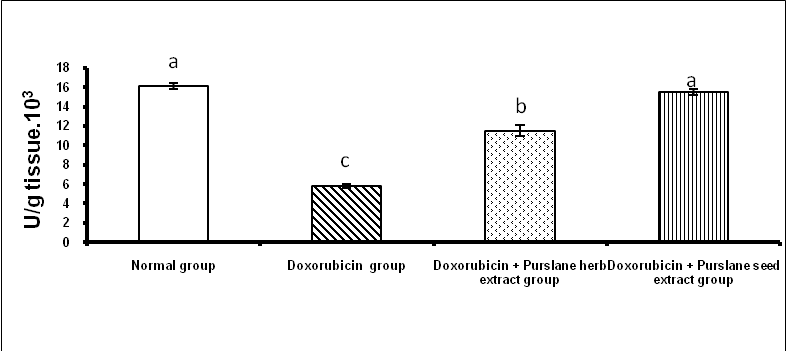 a
a
b
c
18
16
14
12
10
8
6
4
2
0
U/g tissue.10³
Normal group
Doxorubicin group
Doxorubicin + Purslane herb extract group
Doxorubicin + Purslane seed extract group